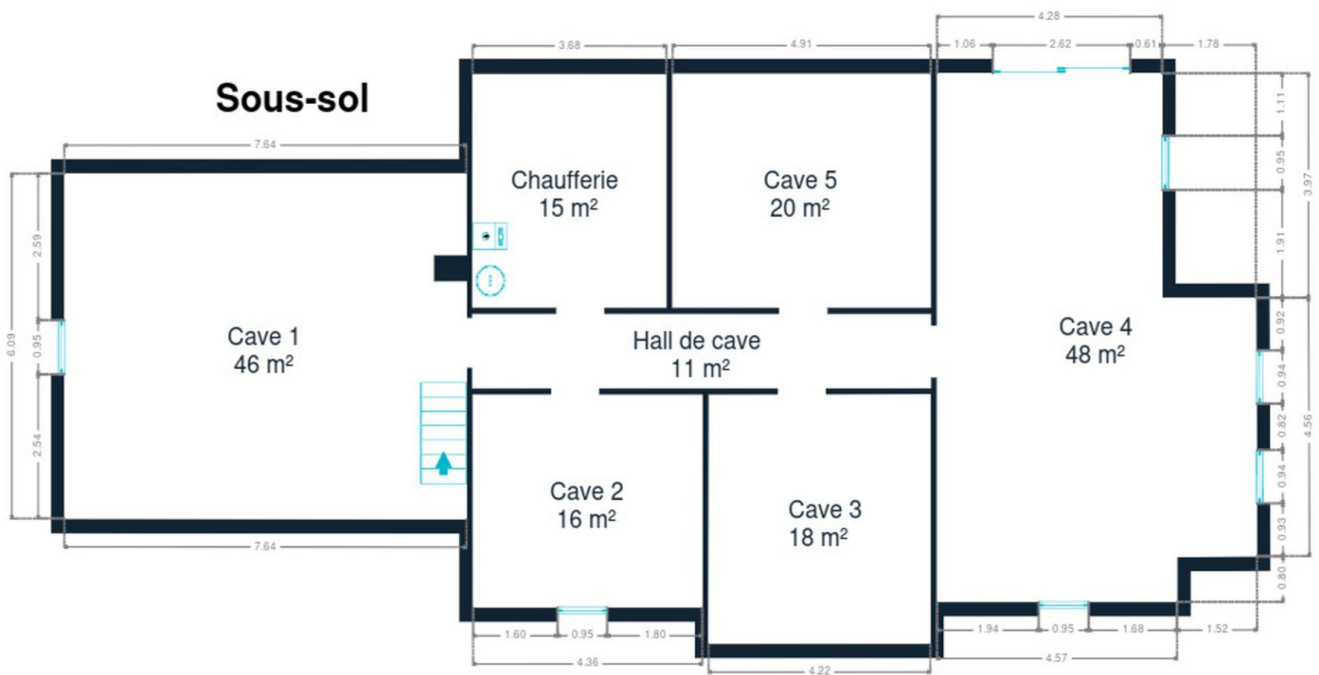 4.28
3.68
4.91
1.06
2.62
0.61
1.78
Sous-sol
7.64
1.11
0.95
3.97
1.91
Chaufferie
15 m²
Cave 5
20 m²
2.59
6.09
0.95
2.54
Cave 1
46 m²
Hall de cave
11 m²
Cave 4
48 m²
0.92
0.94
0.82
4.56
0.94
0.93
0.80
Cave 2
16 m²
Cave 3
18 m²
7.64
1.60
0.95
1.80
4.36
4.22
1.94
0.95
1.68
1.52
4.57